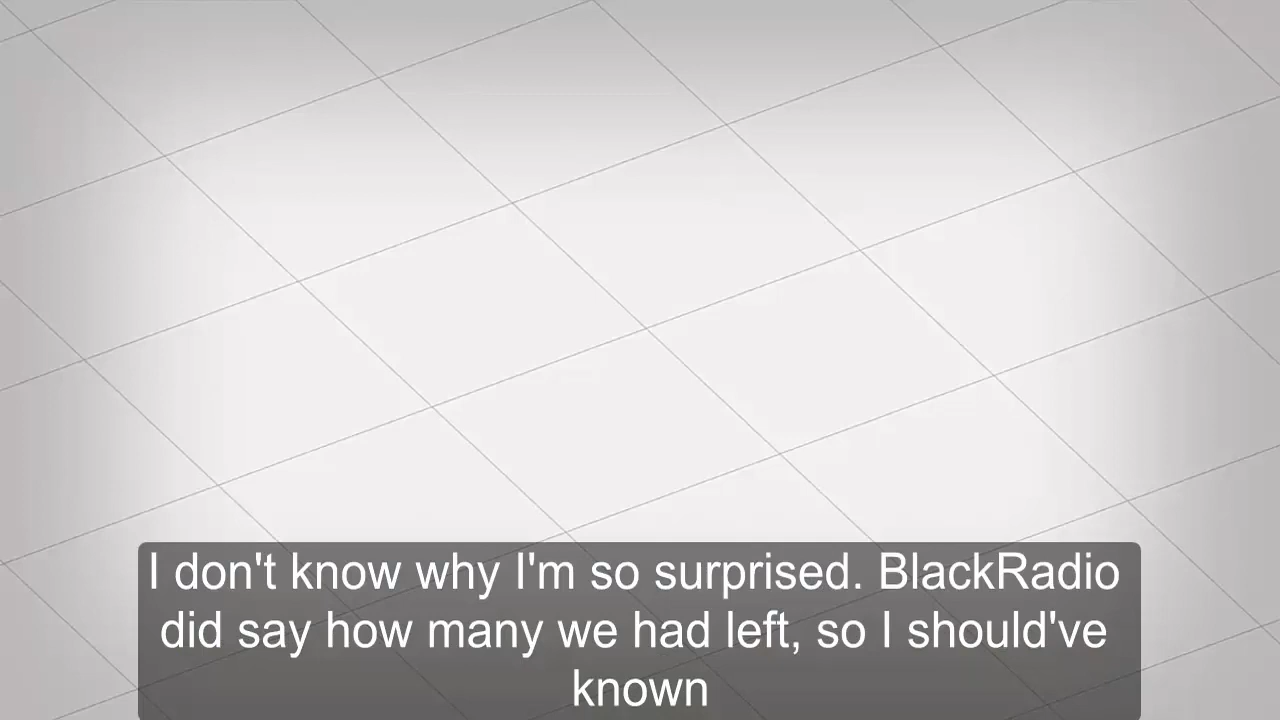 I don't know why I'm so surprised. BlackRadio
did say how many we had left, so I should've
known